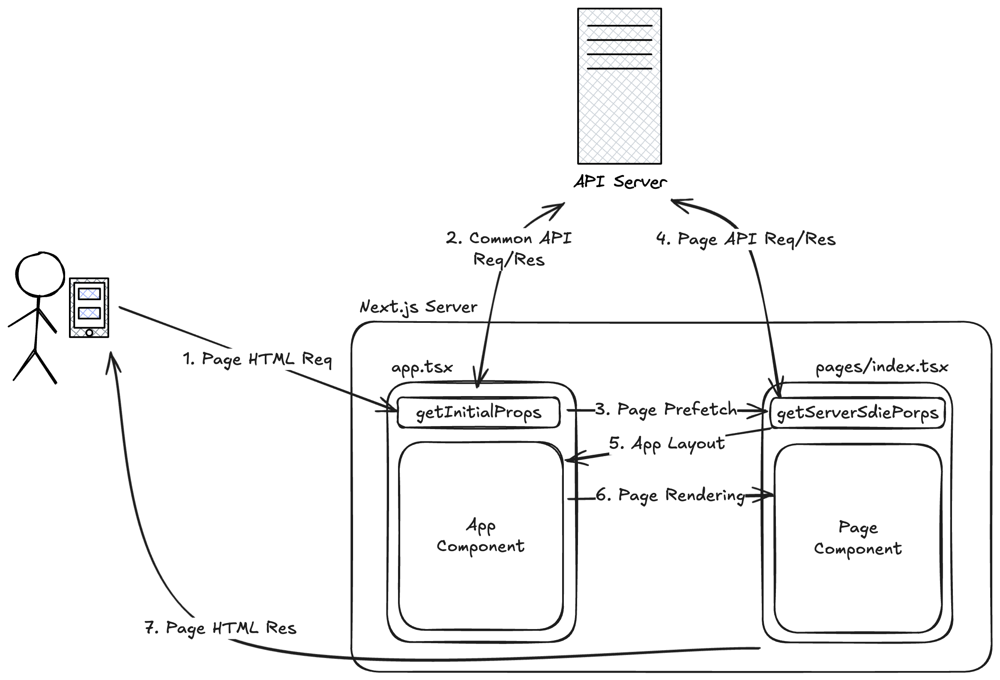 API Server
2. Common API
Req/Res
4. Page API Req/Res
Next.js Server
1. Page HTML Req
app.tsx
pages/index.tsx
getInitialProps
3. Page Prefetch
getServerSdiePorps
5. App Layout
6. Page Rendering
App
Component
Page
Component
7. Page HTML Res